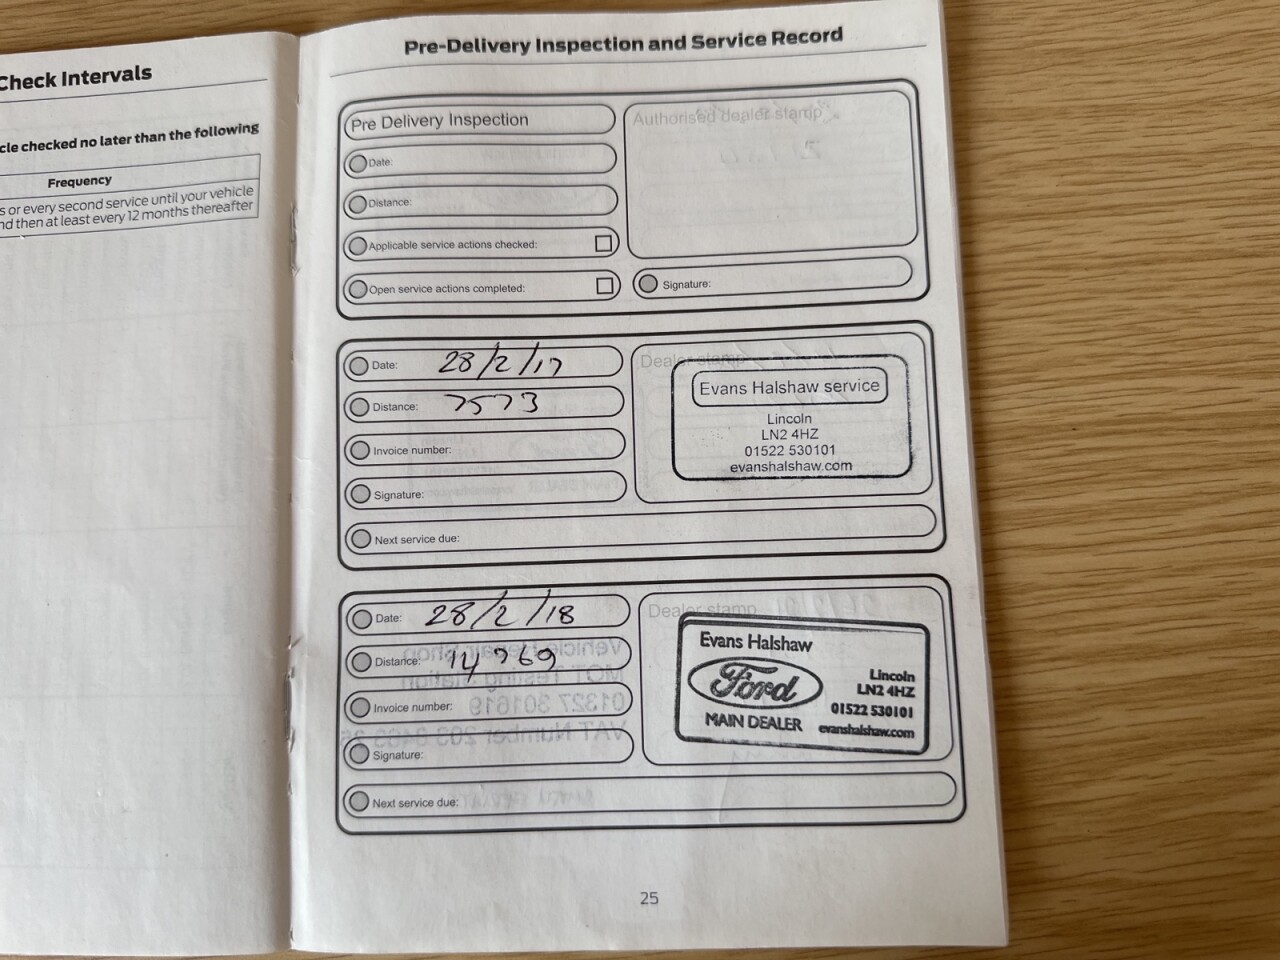 Check Intervals
cle checked no later than the following
Frequency
s or every second service until your vehicle
nd then at least every 12 months thereafter
Pre-Delivery Inspection and Service Record
Pre Delivery Inspection
Authorised dealer stamp
Date:
Distance:
Applicable service actions checked:
Open service actions completed:
Signature:
Date: 28/2/17
Distance: 7573
Invoice number:
Signature:
Next service due:
Dealer stamp
Evans Halshaw service
Lincoln
LN2 4HZ
01522 530101
evanshalshaw.com
Date: 28/2/18
Distance: 14969
Invoice number:
Signature:
Next service due:
Dealer stamp
Evans Halshaw
Ford
MAIN DEALER
Lincoln
LN2 4HZ
01522 530101
evanshalshaw.com
25